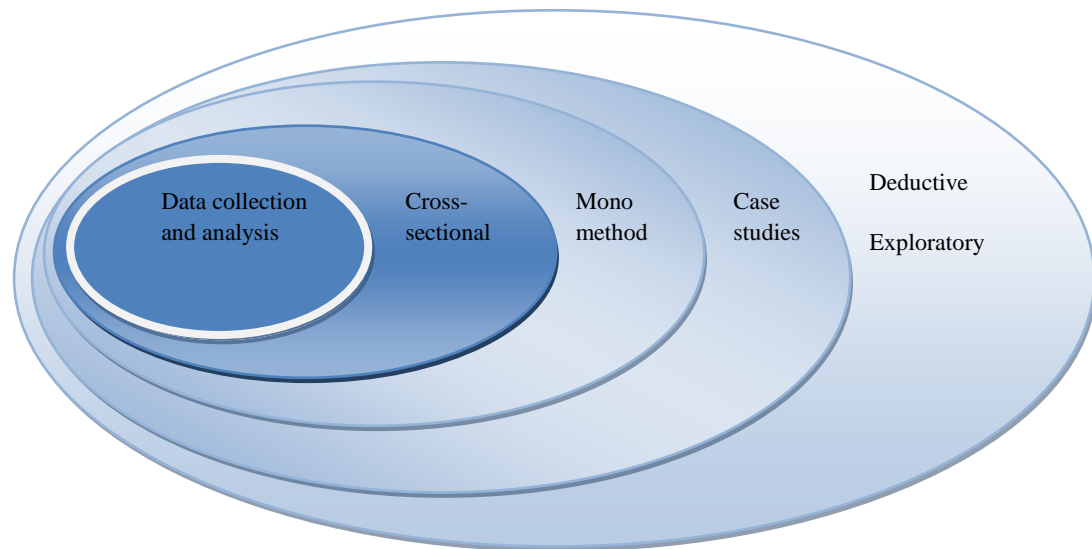 Data collection
and analysis
Cross-
sectional
Mono
method
Case
studies
Deductive
Exploratory